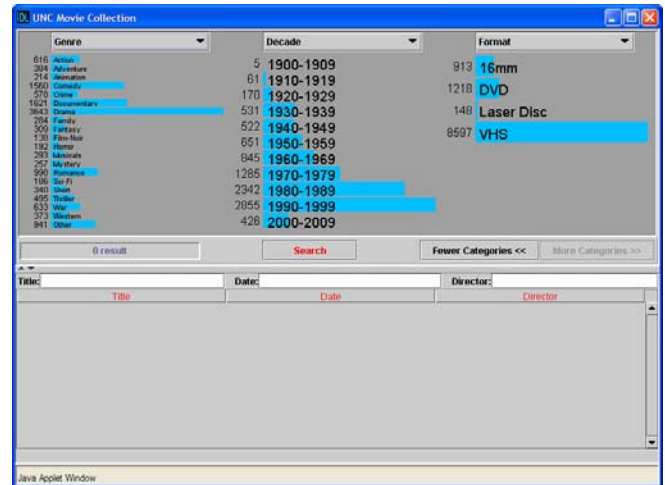 UNC Movie Collection
Genre
Decade
Format
616 Action
304 Adventure
214 Animation
1560 Comedy
570 Crime
1621 Documentary
3643 Drama
284 Family
309 Fantasy
138 Film-Noir
192 Horror
293 Musicals
257 Mystery
990 Romance
186 Sci-Fi
340 Short
495 Thriller
633 War
373 Western
941 Other
5 1900-1909
61 1910-1919
170 1920-1929
531 1930-1939
522 1940-1949
651 1950-1959
845 1960-1969
1285 1970-1979
2342 1980-1989
2855 1990-1999
426 2000-2009
913 16mm
1218 DVD
148 Laser Disc
8597 VHS
0 result
Search
Fewer Categories <<
More Categories >>
Title:
Date:
Director:
Title
Date
Director
Java Applet Window